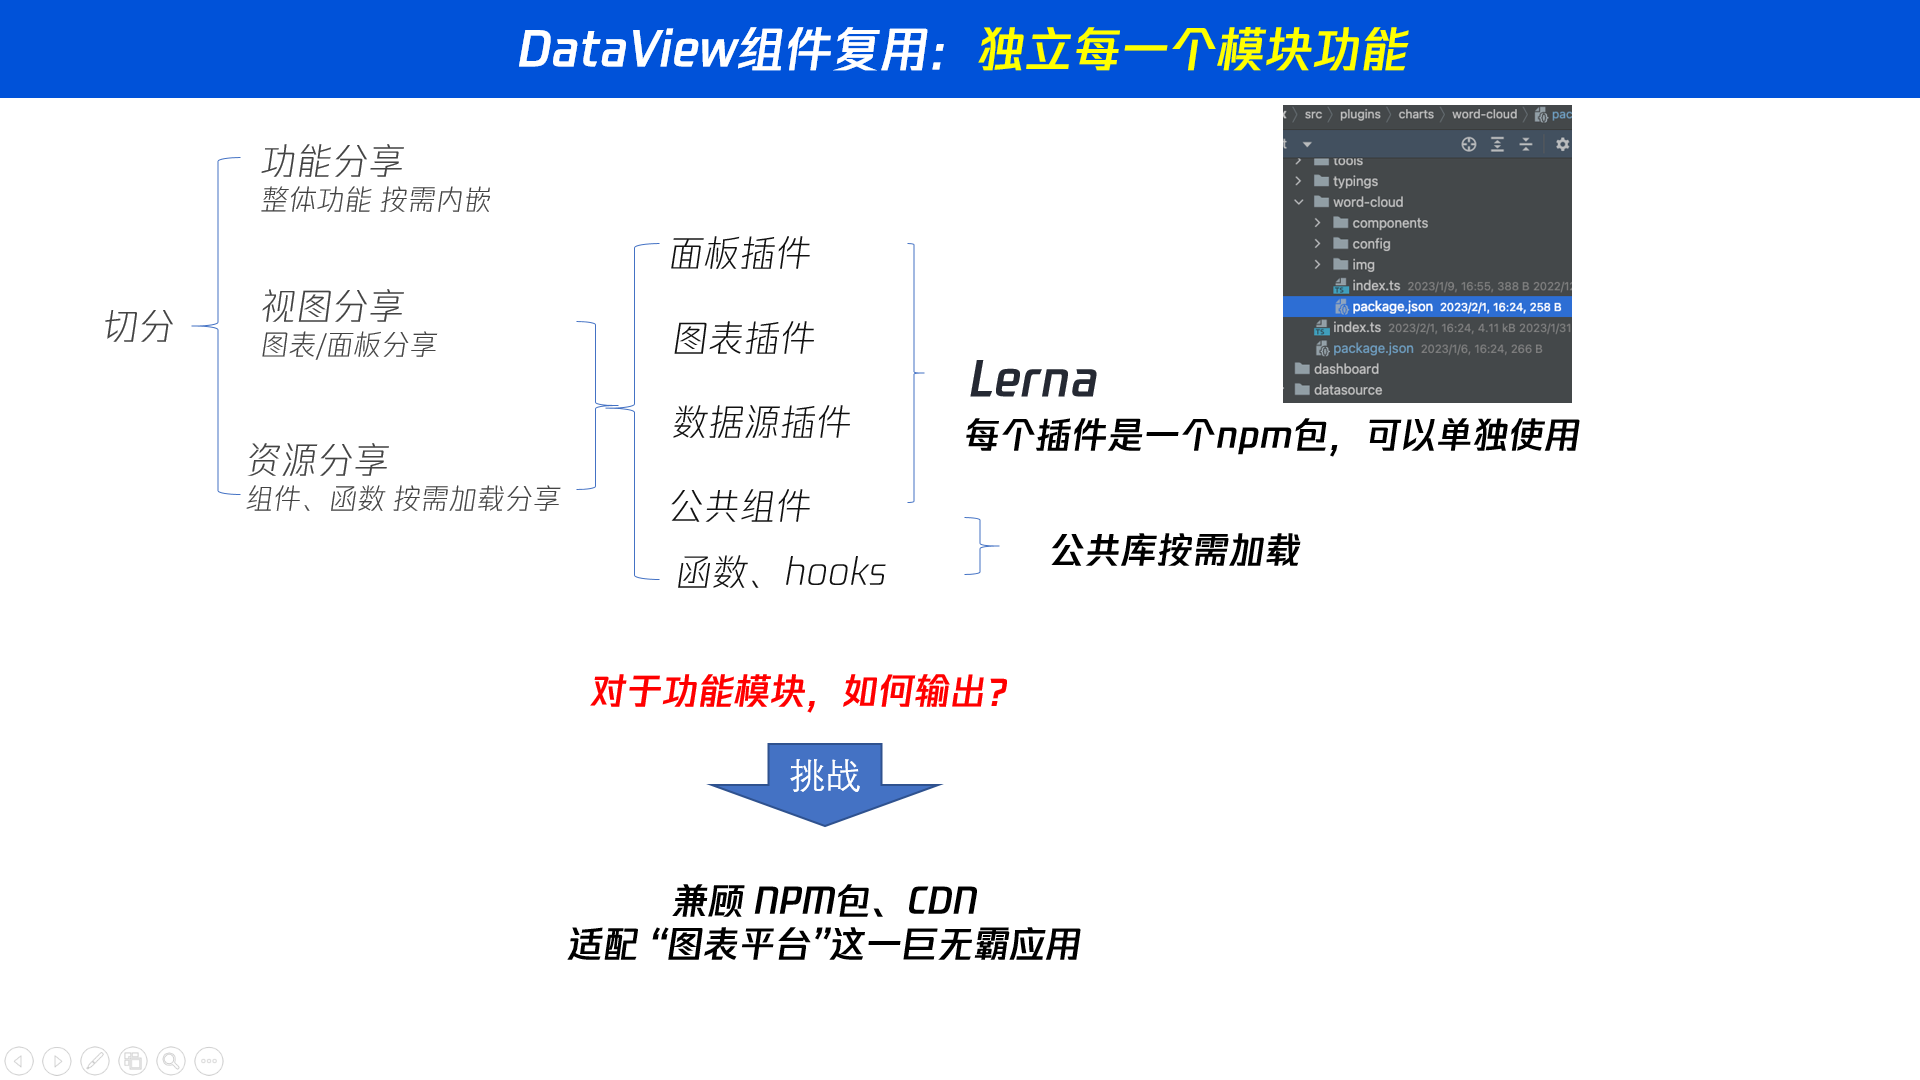 DataView组件复用：独立每一个模块功能
src plugins charts word-cloud pac
tools
typings
word-cloud
components
config
img
index.ts 2023/1/9, 16:55, 388 B 2022/12
package.json 2023/2/1, 16:24, 258 B
index.ts 2023/2/1, 16:24, 4.11 kB 2023/1/31
package.json 2023/1/6, 16:24, 266 B
dashboard
datasource
切分
功能分享
整体功能 按需内嵌
视图分享
图表/面板分享
资源分享
组件、函数 按需加载分享
面板插件
图表插件
数据源插件
公共组件
函数、hooks
Lerna
每个插件是一个npm包，可以单独使用
公共库按需加载
对于功能模块，如何输出?
挑战
兼顾 NPM包、CDN
适配 “图表平台”这一巨无霸应用